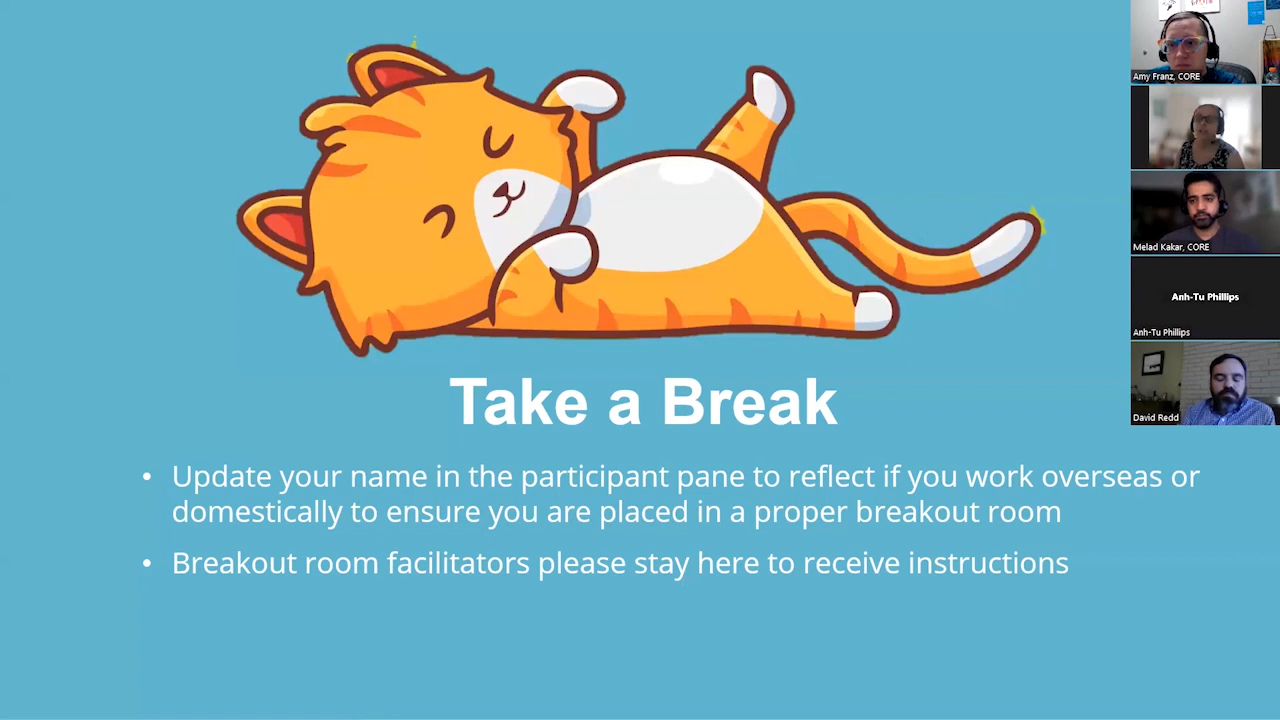 Take a Break
• Update your name in the participant pane to reflect if you work overseas or
domestically to ensure you are placed in a proper breakout room
• Breakout room facilitators please stay here to receive instructions
Amy Franz, CORE
Melad Kakar, CORE
Anh-Tu Phillips
Anh-Tu Phillips
David Redd